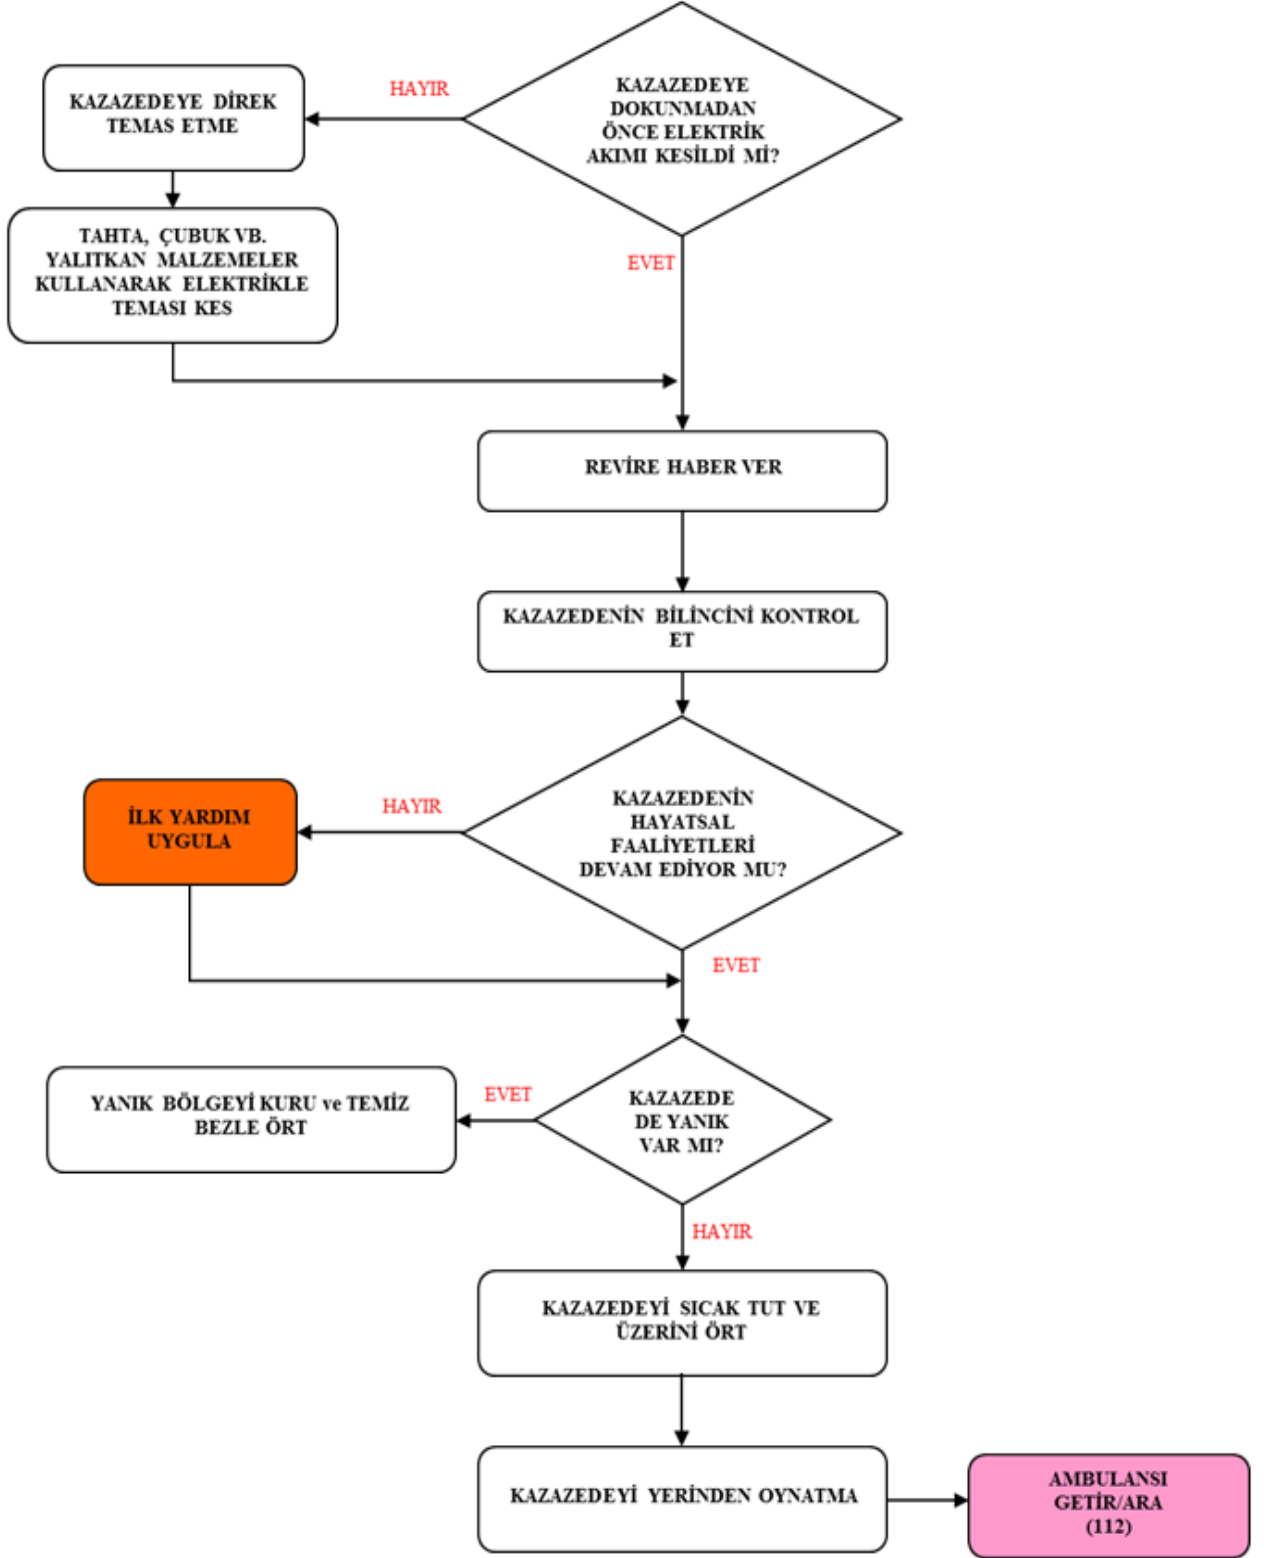 KAZAZEDEYE
DOKUNMADAN
ÖNCE ELEKTRİK
AKIMI KESİLDİ Mİ?
HAYIR
KAZAZEDEYE DİREK
TEMAS ETME
TAHTA, ÇUBUK VB.
YALITKAN MALZEMELER
KULLANARAK ELEKTRİKLE
TEMASI KES
EVET
REVİRE HABER VER
KAZAZEDENİN BİLİNCİNİ KONTROL
ET
KAZAZEDENİN
HAYATSAL
FAALİYETLERİ
DEVAM EDİYOR MU?
HAYIR
İLK YARDIM
UYGULA
EVET
KAZAZEDE
DE YANIK
VAR MI?
EVET
YANIK BÖLGEYİ KURU ve TEMİZ
BEZLE ÖRT
HAYIR
KAZAZEDEYİ SICAK TUT VE
ÜZERİNİ ÖRT
KAZAZEDEYİ YERİNDEN OYNATMA
AMBULANSI
GETİR/ARA
(112)